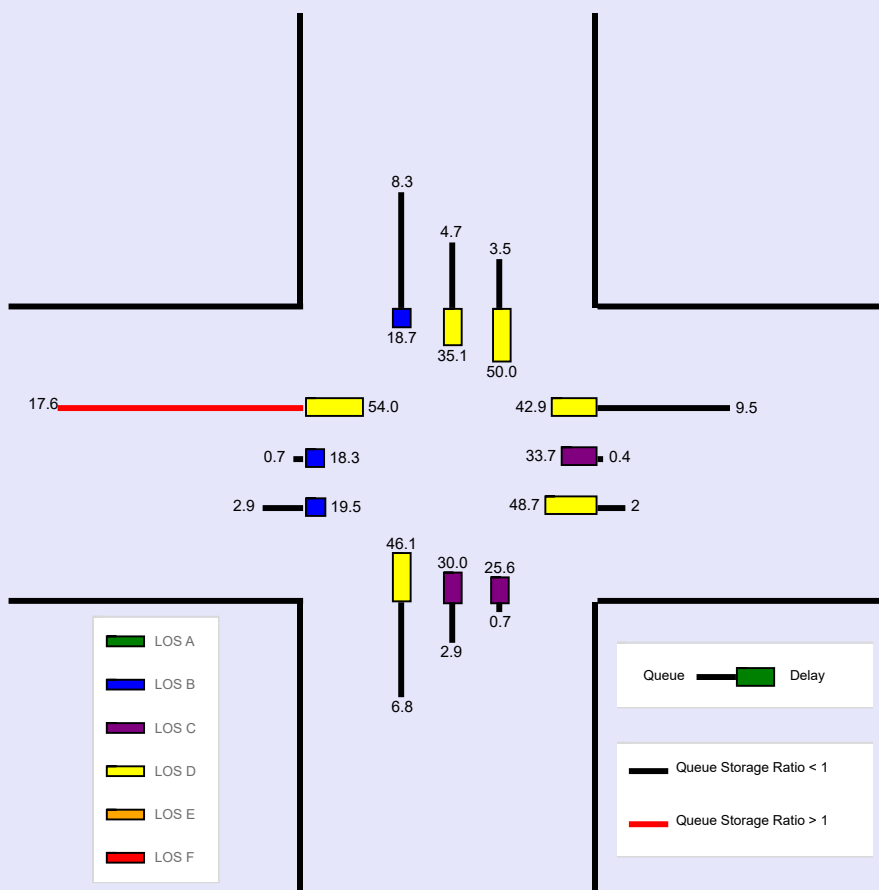 8.3
4.7
3.5
18.7
35.1
50.0
17.6
54.0
42.9
9.5
0.7
18.3
33.7
0.4
2.9
19.5
48.7
2
46.1
30.0
25.6
0.7
2.9
6.8
LOS A
LOS B
LOS C
LOS D
LOS E
LOS F
Queue
Delay
Queue Storage Ratio < 1
Queue Storage Ratio > 1